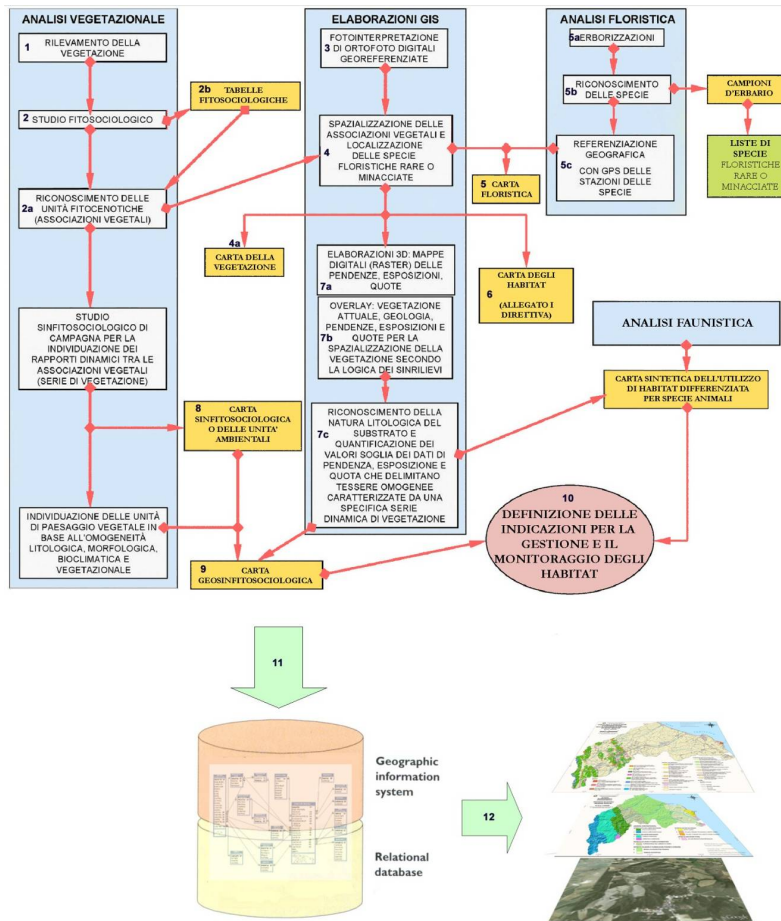 ANALISI VEGETAZIONALE
1
RILEVAMENTO DELLA
VEGETAZIONE
2
STUDIO FITOSOCIOLOGICO
2b
TABELLE
FITOSOCIOLOGICHE
2a
RICONOSCIMENTO DELLE
UNITÀ FITOCENOTICHE
(ASSOCIAZIONI VEGETALI)
STUDIO
SINFITOSOCIOLOGICO DI
CAMPAGNA PER LA
INDIVIDUAZIONE DEI
RAPPORTI DINAMICI TRA LE
ASSOCIAZIONI VEGETALI
(SERIE DI VEGETAZIONE)
8
CARTA
SINFITOSOCIOLOGICA
O DELLE UNITA'
AMBIENTALI
INDIVIDUAZIONE DELLE UNITÀ
DI PAESAGGIO VEGETALE IN
BASE ALL'OMOGENEITÀ
LITOLOGICA, MORFOLOGICA,
BIOCLIMATICA E
VEGETAZIONALE
9
CARTA
GEOSINFITOSOCIOLOGICA
ELABORAZIONI GIS
3
FOTOINTERPRETAZIONE
DI ORTOFOTO DIGITALI
GEOREFERENZIATE
4
SPAZIALIZZAZIONE DELLE
ASSOCIAZIONI VEGETALI E
LOCALIZZAZIONE
DELLE SPECIE
FLORISTICHE RARE O
MINACCIATE
4a
CARTA DELLA
VEGETAZIONE
ELABORAZIONI 3D: MAPPE
DIGITALI (RASTER) DELLE
PENDENZE, ESPOSIZIONI,
QUOTE
7a
OVERLAY: VEGETAZIONE
ATTUALE, GEOLOGIA,
PENDENZE, ESPOSIZIONI E
QUOTE PER LA
SPAZIALIZZAZIONE DELLA
VEGETAZIONE SECONDO
LA LOGICA DEI SINRILIEVI
7b
RICONOSCIMENTO DELLA
NATURA LITOLOGICA DEL
SUBSTRATO E
QUANTIFICAZIONE DEI
VALORI SOGLIA DEI DATI DI
PENDENZA, ESPOSIZIONE E
QUOTA CHE DELIMITANO
TESSERE OMOGENEE
CARATTERIZZATE DA UNA
SPECIFICA SERIE
DINAMICA DI VEGETAZIONE
7c
ANALISI FLORISTICA
5a
ERBORIZZAZIONI
5b
RICONOSCIMENTO
DELLE SPECIE
5c
REFERENZIAZIONE
GEOGRAFICA
CON GPS DELLE
STAZIONI DELLE
SPECIE
CAMPIONI
D'ERBARIO
LISTE DI
SPECIE
FLORISTICHE
RARE O
MINACCIATE
5 CARTA
FLORISTICA
CARTA DEGLI
HABITAT
6
(ALLEGATO I
DIRETTIVA)
ANALISI FAUNISTICA
CARTA SINTETICA DELL'UTILIZZO
DI HABITAT DIFFERENZIATA
PER SPECIE ANIMALI
10
DEFINIZIONE DELLE
INDICAZIONI PER LA
GESTIONE E IL
MONITORAGGIO DEGLI
HABITAT
11
Geographic
information
system
Relational
database
12